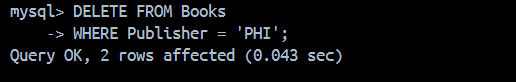 mysql> DELETE FROM Books
    -> WHERE Publisher = 'PHI';
Query OK, 2 rows affected (0.043 sec)